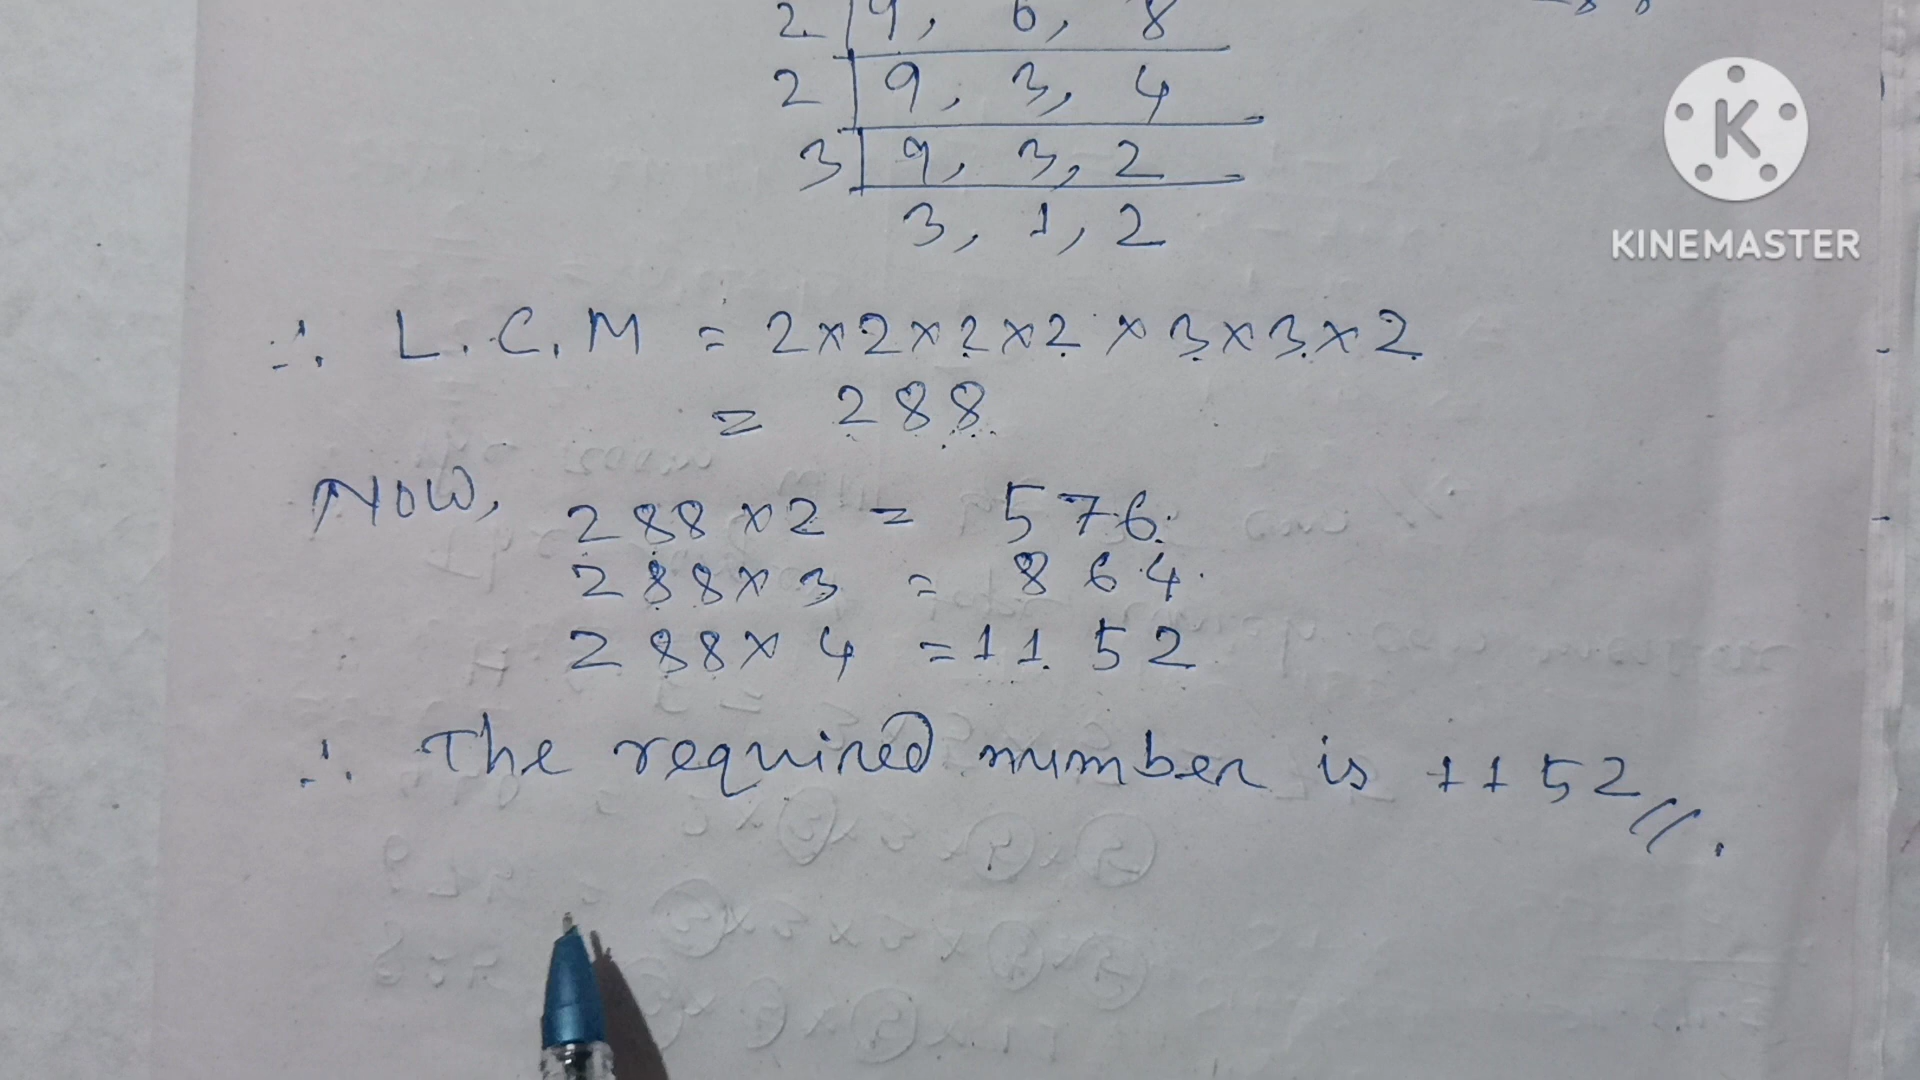 2 | 9, 6, 8
2 | 9, 3, 4
3 | 9, 3, 2
3, 1, 2
KINEMASTER
∴ L.C.M = 2×2×2×2×3×3×2
= 288
Now, 288×2 = 576
288×3 = 864
288×4 = 1152
∴ The required number is 1152//.